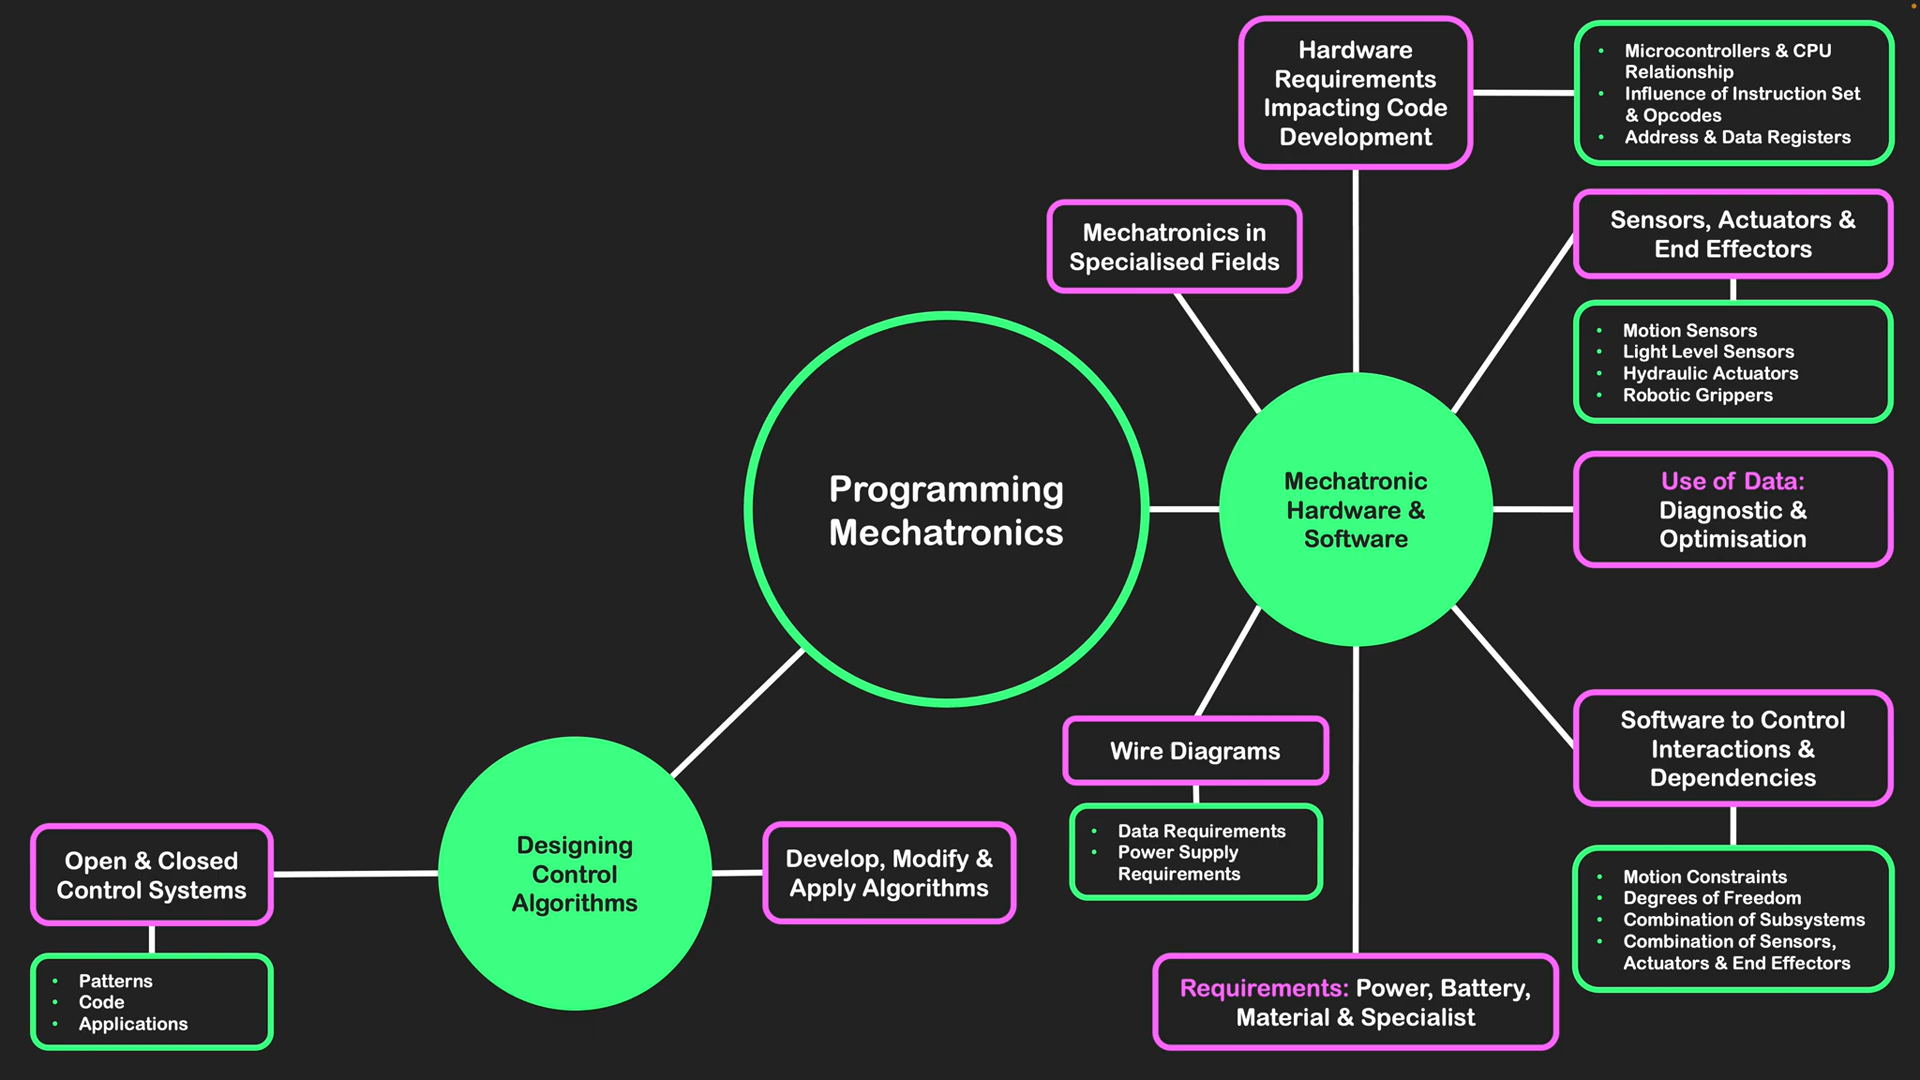 Programming
Mechatronics
Mechatronic
Hardware &
Software
Mechatronics in
Specialised Fields
Hardware
Requirements
Impacting Code
Development
• Microcontrollers & CPU
Relationship
• Influence of Instruction Set
& Opcodes
• Address & Data Registers
Sensors, Actuators &
End Effectors
• Motion Sensors
• Light Level Sensors
• Hydraulic Actuators
• Robotic Grippers
Use of Data:
Diagnostic &
Optimisation
Software to Control
Interactions &
Dependencies
• Motion Constraints
• Degrees of Freedom
• Combination of Subsystems
• Combination of Sensors,
Actuators & End Effectors
Requirements: Power, Battery,
Material & Specialist
Wire Diagrams
• Data Requirements
• Power Supply
Requirements
Designing
Control
Algorithms
Develop, Modify &
Apply Algorithms
Open & Closed
Control Systems
• Patterns
• Code
• Applications